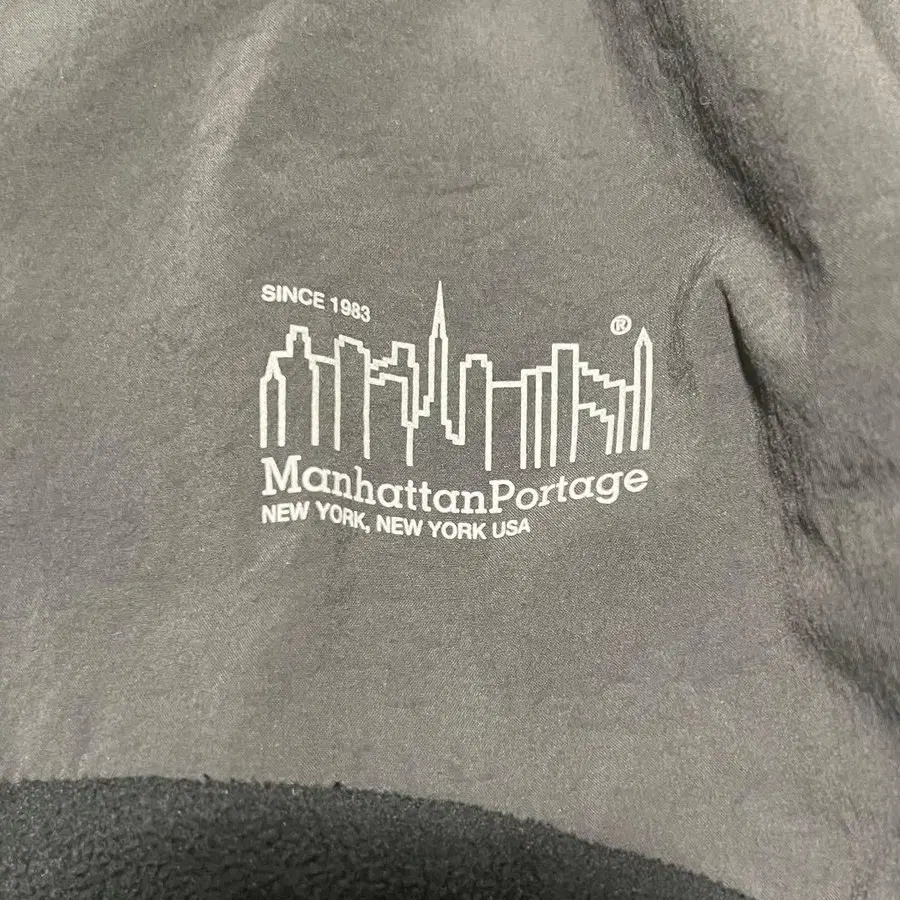 SINCE 1983
®
ManhattanPortage
NEW YORK, NEW YORK USA